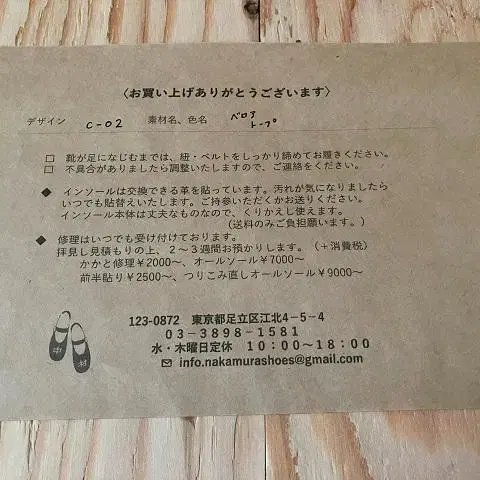 〈お買い上げありがとうございます〉
デザイン C-02 素材名、色名 ベロア
トープ
□ 靴が足になじむまでは、紐・ベルトをしっかり締めてお履きください。
□ 不具合がありましたら調整いたしますので、ご連絡をください。
◆ インソールは交換できる革を貼っています。汚れが気になりましたら
いつでも貼替えいたします。ご持参いただくかお送りください。
インソール本体は丈夫なものなので、くりかえし使えます。
(送料のみご負担願います。)
◆ 修理はいつでも受け付けております。
拝見し見積もりの上、2～3週間お預かりします。(+消費税)
かかと修理¥2000～、オールソール¥7000～
前半貼り¥2500～、つりこみ直しオールソール¥9000～
中 村
123-0872 東京都足立区江北4-5-4
03-3898-1581
水・木曜日定休 10:00～18:00
info.nakamurashoes@gmail.com